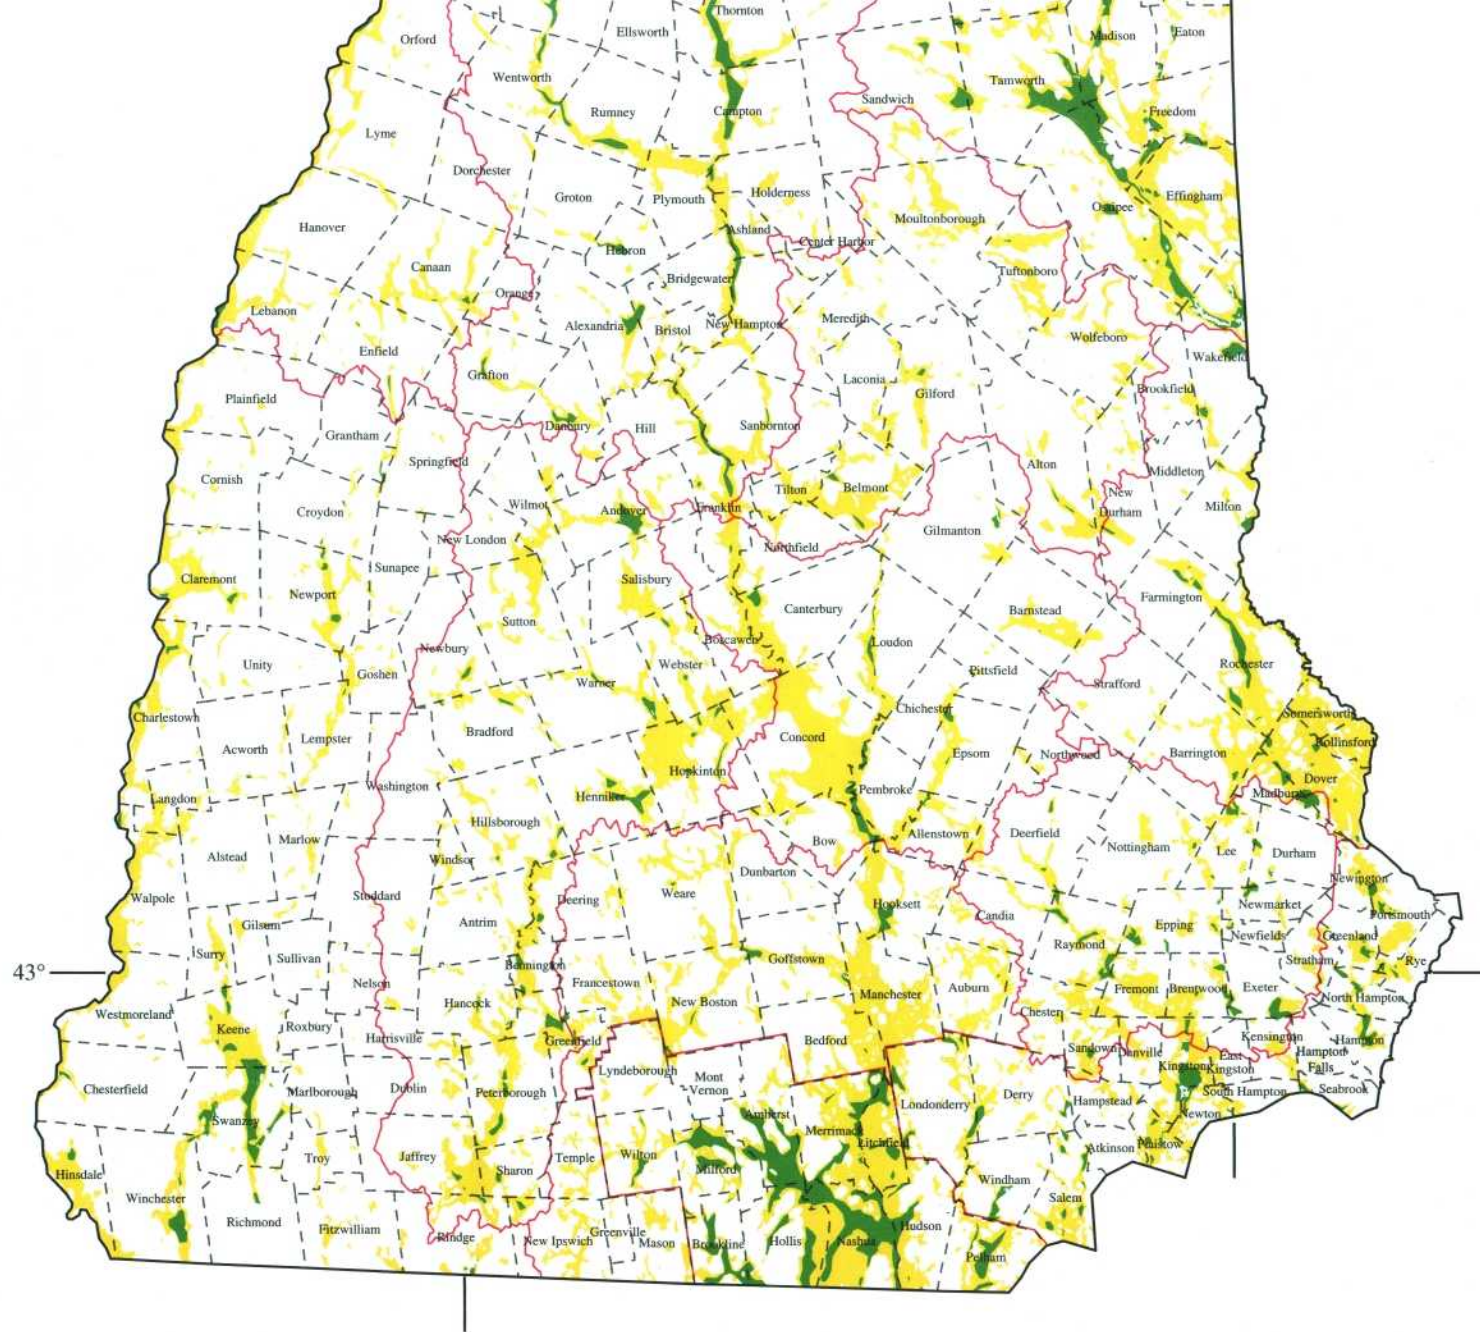 Thornton
Orford
Ellsworth
Madison
Eaton
Wentworth
Tamworth
Rumney
Campton
Sandwich
Freedom
Lyme
Dorchester
Groton
Plymouth
Holderness
Ossipee
Effingham
Hanover
Moultonborough
Ashland
Center Harbor
Hebron
Canaan
Bridgewater
Tuftonboro
Orange
Lebanon
Alexandria
Bristol
New Hampton
Meredith
Wolfeboro
Enfield
Wakefield
Grafton
Laconia
Gilford
Brookfield
Plainfield
Danbury
Hill
Sanbornton
Grantham
Springfield
Alton
Middleton
Cornish
Tilton
Belmont
New
Durham
Croydon
Wilmot
Andover
Franklin
Milton
Gilmanton
New London
Northfield
Sunapee
Claremont
Salisbury
Newport
Canterbury
Barnstead
Farmington
Sutton
Boscawen
Loudon
Newbury
Unity
Goshen
Webster
Pittsfield
Rochester
Warner
Strafford
Charlestown
Chichester
Somersworth
Acworth
Lempster
Bradford
Concord
Epsom
Northwood
Barrington
Rollinsford
Hopkinton
Washington
Dover
Langdon
Henniker
Pembroke
Madbury
Hillsborough
Allenstown
Deerfield
Marlow
Bow
Nottingham
Alstead
Windsor
Lee
Durham
Dunbarton
Newington
Walpole
Stoddard
Deering
Weare
Hooksett
Newmarket
Candia
Portsmouth
Gilsum
Antrim
Epping
Raymond
Newfields
Greenland
Surry
Sullivan
Bennington
Goffstown
Stratham
Rye
43°
Nelson
Francestown
Auburn
Fremont
Brentwood
Exeter
Hancock
New Boston
Manchester
North Hampton
Westmoreland
Keene
Roxbury
Chester
Harrisville
Greenfield
Bedford
Kensington
Hampton
Sandown
Danville
East
Kingston
Hampton
Falls
Kingston
Lyndeborough
Mont
Vernon
Chesterfield
Marlborough
Dublin
Peterborough
Derry
South Hampton
Seabrook
Londonderry
Hampstead
Swanzey
Amherst
Newton
Merrimack
Litchfield
Atkinson
Plaistow
Hinsdale
Troy
Jaffrey
Sharon
Temple
Wilton
Milford
Windham
Winchester
Salem
Richmond
Fitzwilliam
Rindge
New Ipswich
Greenville
Mason
Brookline
Hollis
Nashua
Hudson
Pelham